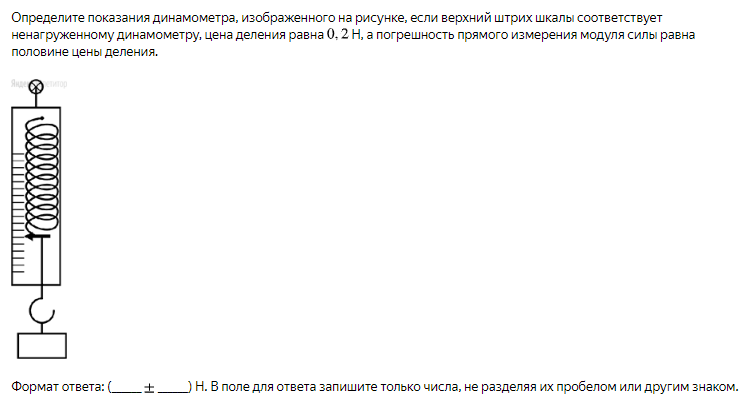 Определите показания динамометра, изображенного на рисунке, если верхний штрих шкалы соответствует
ненагруженному динамометру, цена деления равна 0, 2 Н, а погрешность прямого измерения модуля силы равна
половине цены деления.
Формат ответа: (_____ ± _____) Н. В поле для ответа запишите только числа, не разделяя их пробелом или другим знаком.